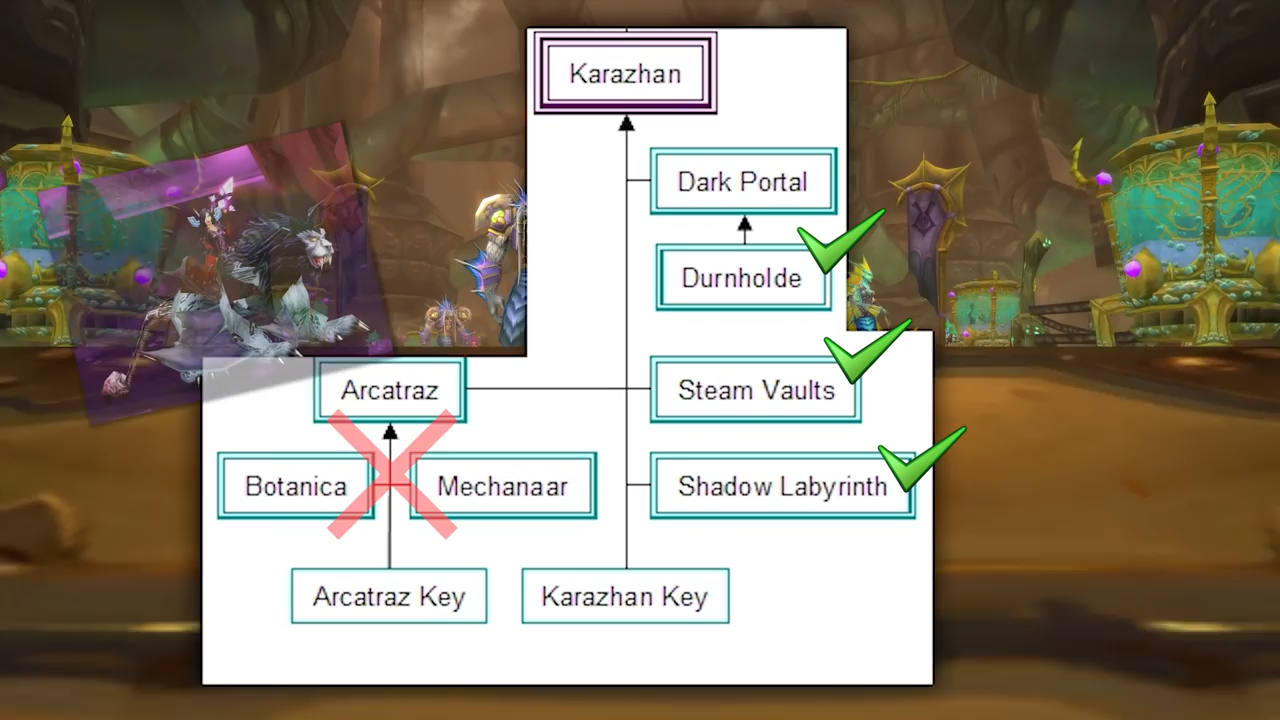 Karazhan
Dark Portal
Durnholde
Arcatraz
Steam Vaults
Botanica
Mechanaar
Shadow Labyrinth
Arcatraz Key
Karazhan Key